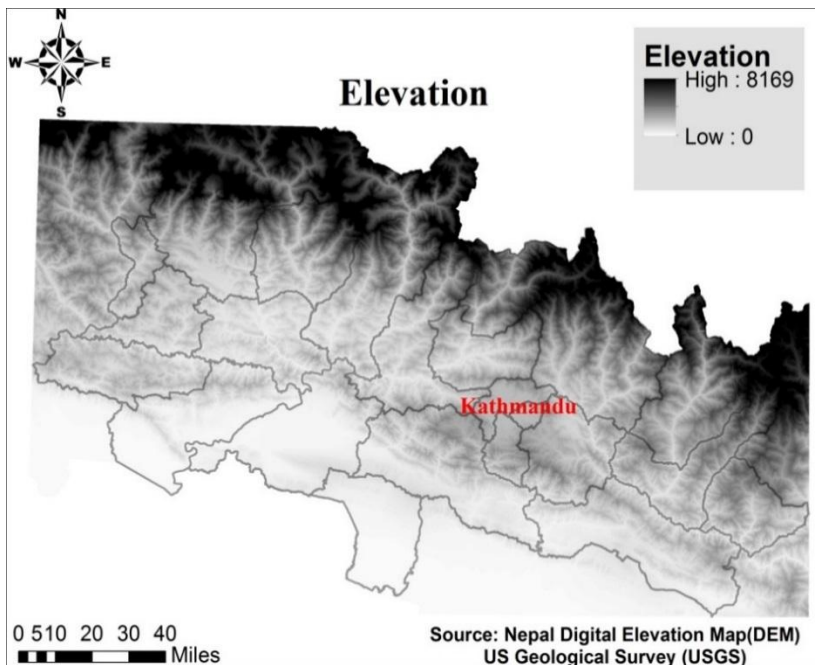 N
W E
S
Elevation
Elevation
High : 8169
Low : 0
Kathmandu
0 510 20 30 40
Miles
Source: Nepal Digital Elevation Map(DEM)
US Geological Survey (USGS)